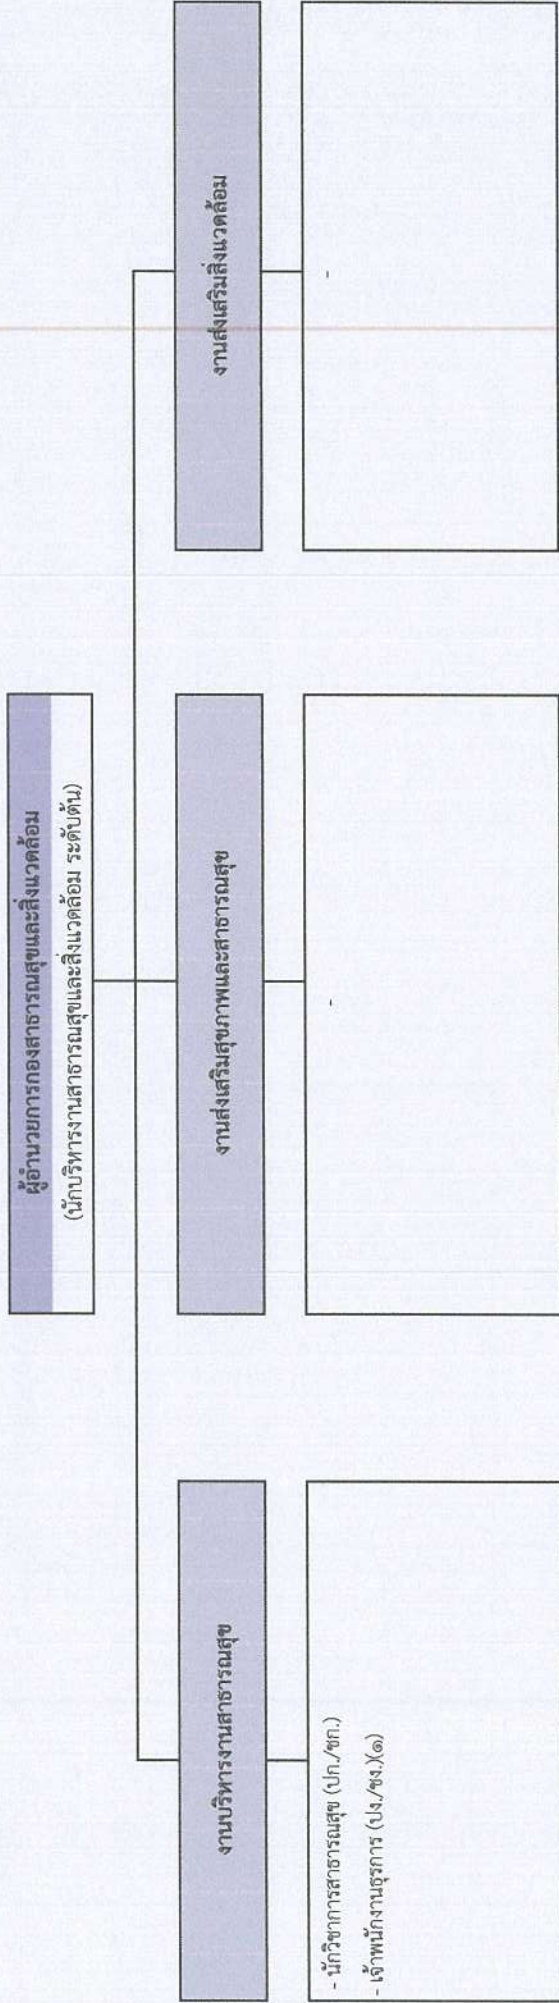 ผู้อำนวยการกองสาธารณสุขและสิ่งแวดล้อม
(นักบริหารงานสาธารณสุขและสิ่งแวดล้อม ระดับต้น)
งานบริหารงานสาธารณสุข
- นักวิชาการสาธารณสุข (ปก./ชก.)
- เจ้าพนักงานธุรการ (ปง./ชง.)(๑)
งานส่งเสริมสุขภาพและสาธารณสุข
-
งานส่งเสริมสิ่งแวดล้อม
-